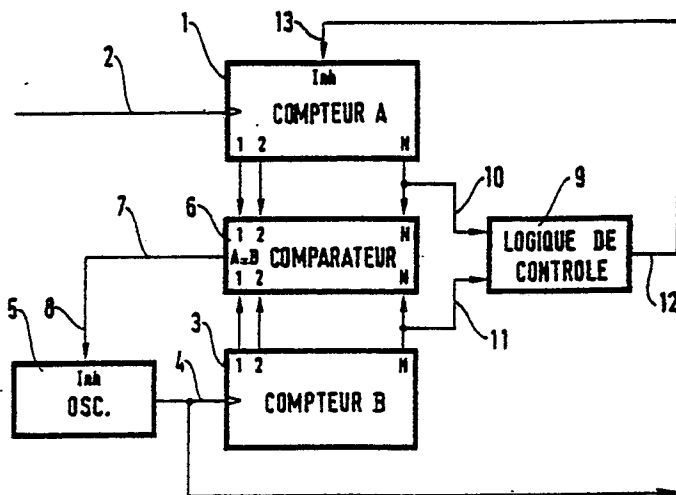 1
13
2
Inh
COMPTEUR A
1 2 N
10
9
7
6
1 2 N
A=B COMPARATEUR
1 2 N
LOGIQUE DE
CONTROLE
12
11
5
8
3
4
1 2 N
Inh
OSC.
COMPTEUR B